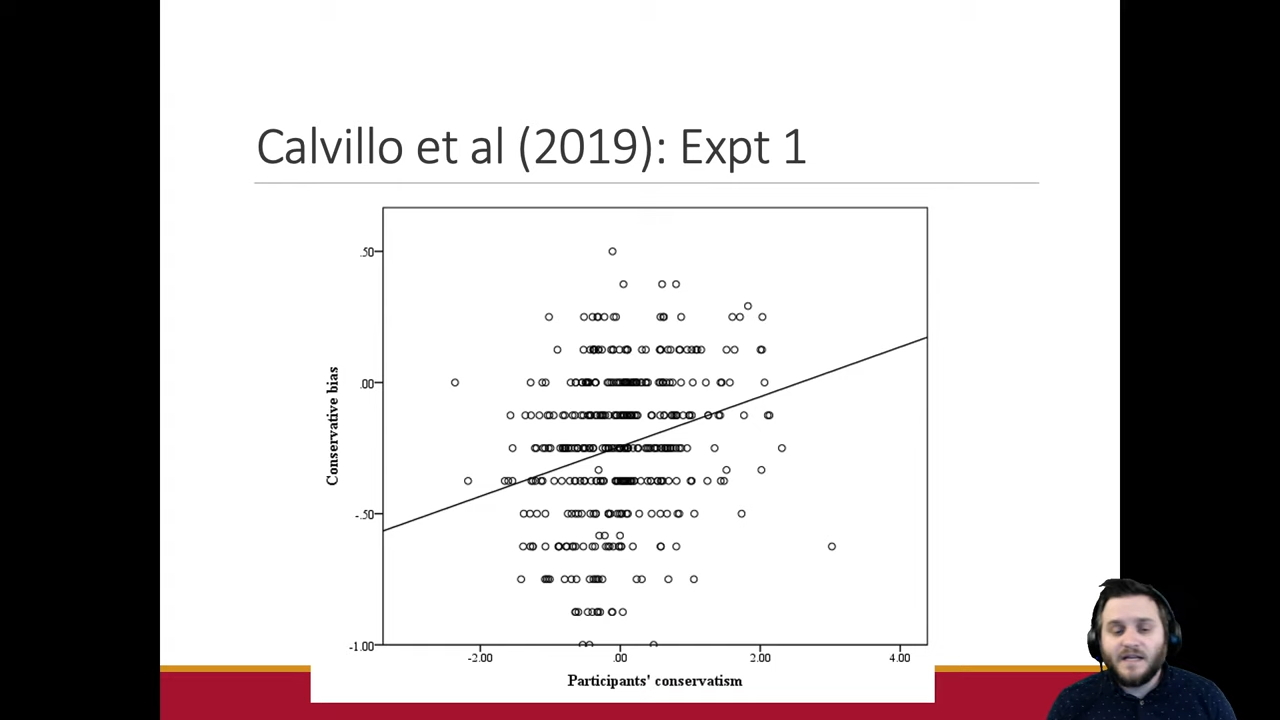 Calvillo et al (2019): Expt 1
.50
.00
-.50
-1.00
Conservative bias
-2.00 .00 2.00 4.00
Participants' conservatism